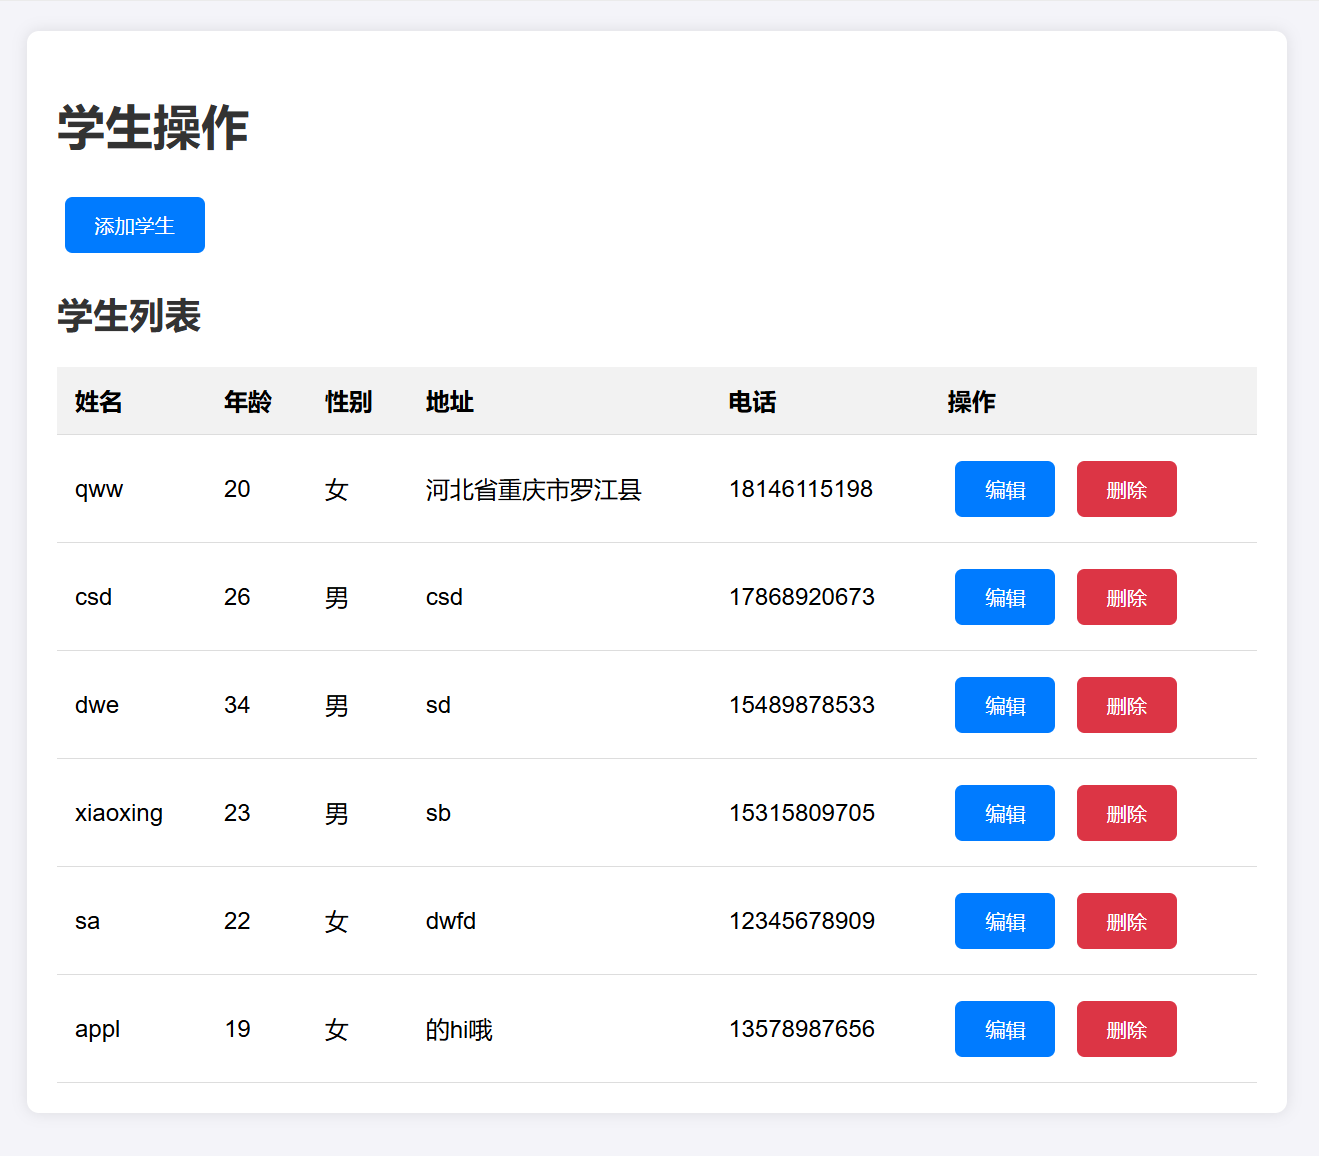 学生操作
添加学生
学生列表
姓名 年龄 性别 地址 电话 操作
qww 20 女 河北省重庆市罗江县 18146115198 编辑 删除
csd 26 男 csd 17868920673 编辑 删除
dwe 34 男 sd 15489878533 编辑 删除
xiaoxing 23 男 sb 15315809705 编辑 删除
sa 22 女 dwfd 12345678909 编辑 删除
appl 19 女 的hi哦 13578987656 编辑 删除